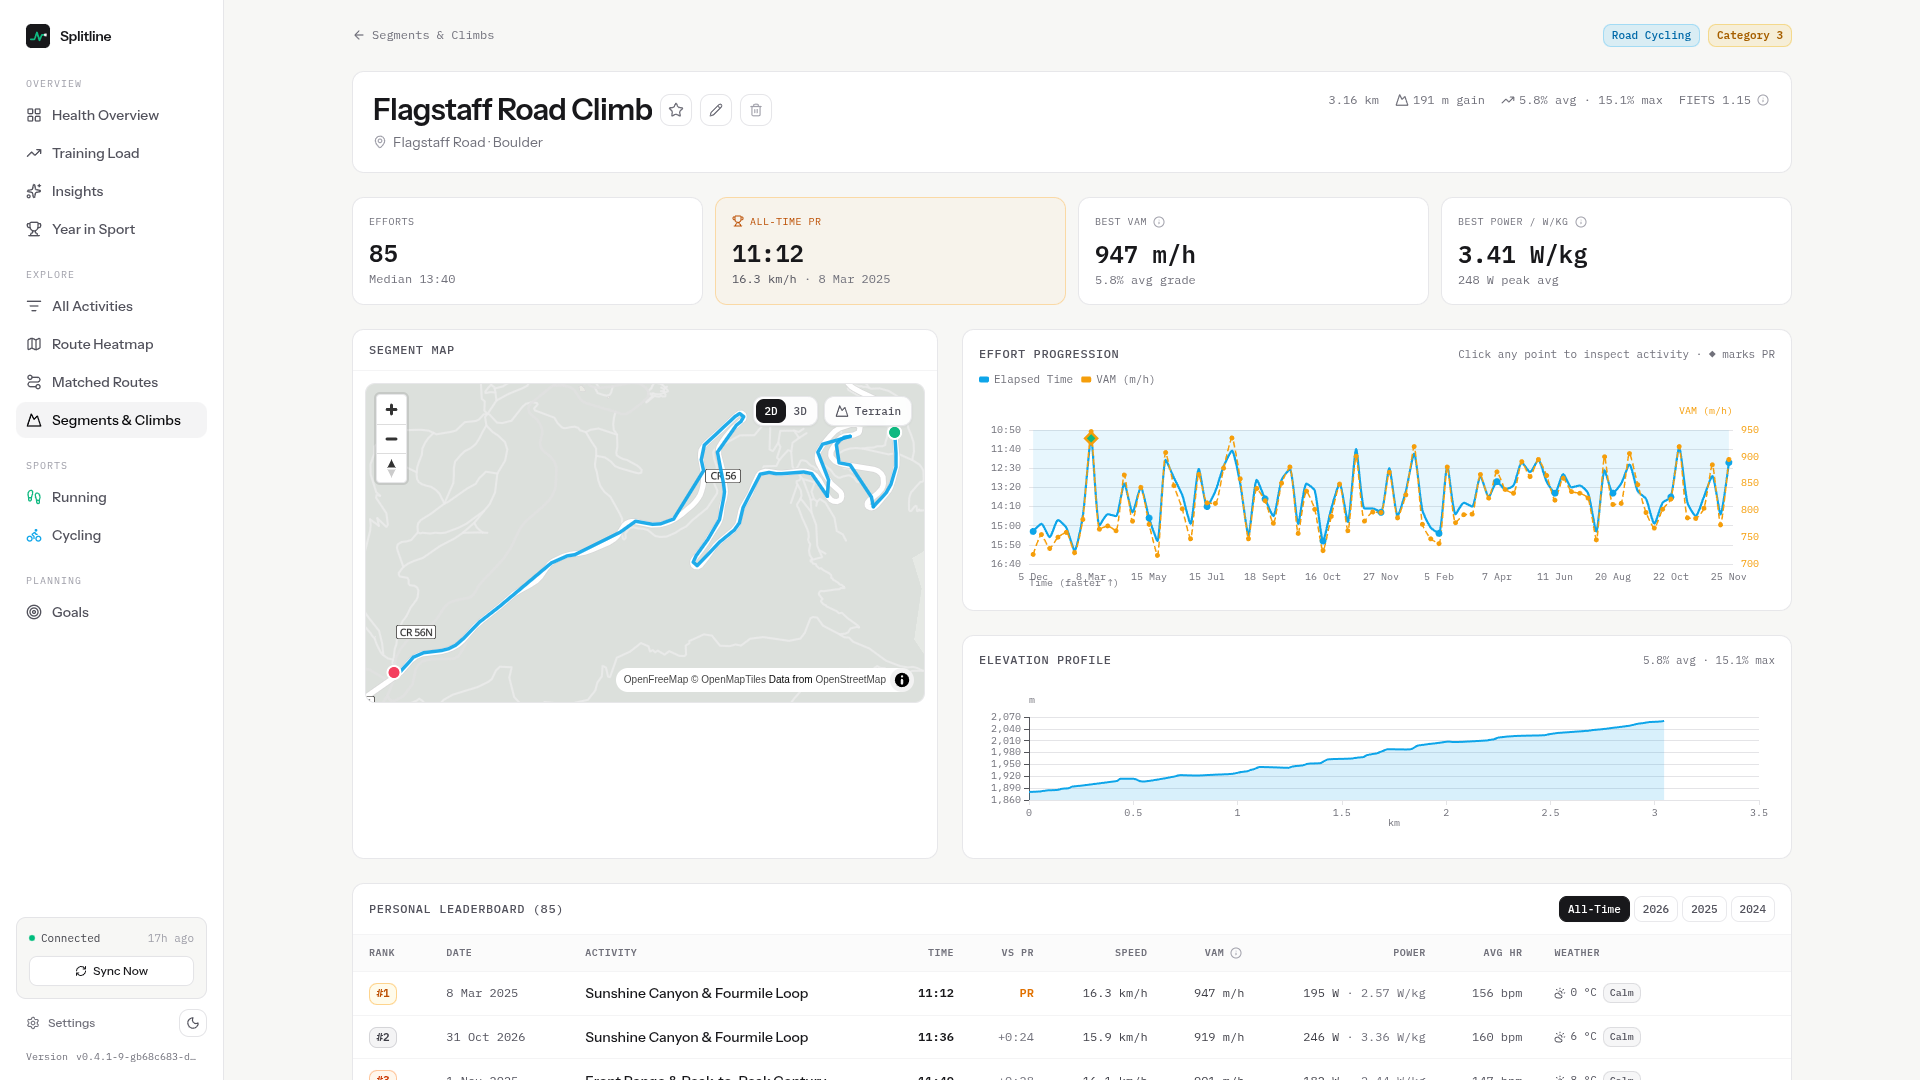 Splitline
OVERVIEW
Health Overview
Training Load
Insights
Year in Sport
EXPLORE
All Activities
Route Heatmap
Matched Routes
Segments & Climbs
SPORTS
Running
Cycling
PLANNING
Goals
Connected 17h ago
Sync Now
Settings
Version v0.4.1-9-gb68c683-d…
Segments & Climbs
Road Cycling Category 3
Flagstaff Road Climb
3.16 km 191 m gain 5.8% avg · 15.1% max FIETS 1.15
Flagstaff Road · Boulder
EFFORTS
85
Median 13:40
ALL-TIME PR
11:12
16.3 km/h · 8 Mar 2025
BEST VAM
947 m/h
5.8% avg grade
BEST POWER / W/KG
3.41 W/kg
248 W peak avg
SEGMENT MAP
2D 3D Terrain
CR 56
CR 56N
OpenFreeMap © OpenMapTiles Data from OpenStreetMap
EFFORT PROGRESSION
Click any point to inspect activity · ◆ marks PR
Elapsed Time VAM (m/h)
VAM (m/h)
10:50 950
11:40 900
12:30 850
13:20
14:10 800
15:00
15:50 750
16:40 700
5 Dec 8 Mar 15 May 15 Jul 18 Sept 16 Oct 27 Nov 5 Feb 7 Apr 11 Jun 20 Aug 22 Oct 25 Nov
Time (faster ↑)
ELEVATION PROFILE
5.8% avg · 15.1% max
m
2,070
2,040
2,010
1,980
1,950
1,920
1,890
1,860
0 0.5 1 1.5 2 2.5 3 3.5
km
PERSONAL LEADERBOARD (85)
All-Time 2026 2025 2024
RANK DATE ACTIVITY TIME VS PR SPEED VAM POWER AVG HR WEATHER
#1 8 Mar 2025 Sunshine Canyon & Fourmile Loop 11:12 PR 16.3 km/h 947 m/h 195 W · 2.57 W/kg 156 bpm 0 °C Calm
#2 31 Oct 2026 Sunshine Canyon & Fourmile Loop 11:36 +0:24 15.9 km/h 919 m/h 246 W · 3.36 W/kg 160 bpm 6 °C Calm